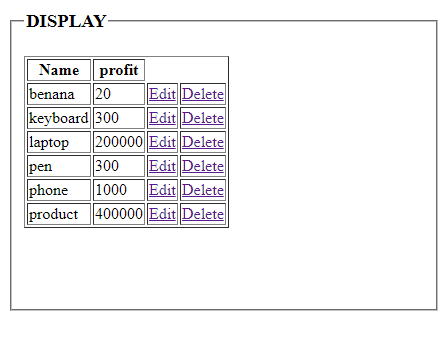 DISPLAY
Name profit
benana 20 Edit Delete
keyboard 300 Edit Delete
laptop 200000 Edit Delete
pen 300 Edit Delete
phone 1000 Edit Delete
product 400000 Edit Delete